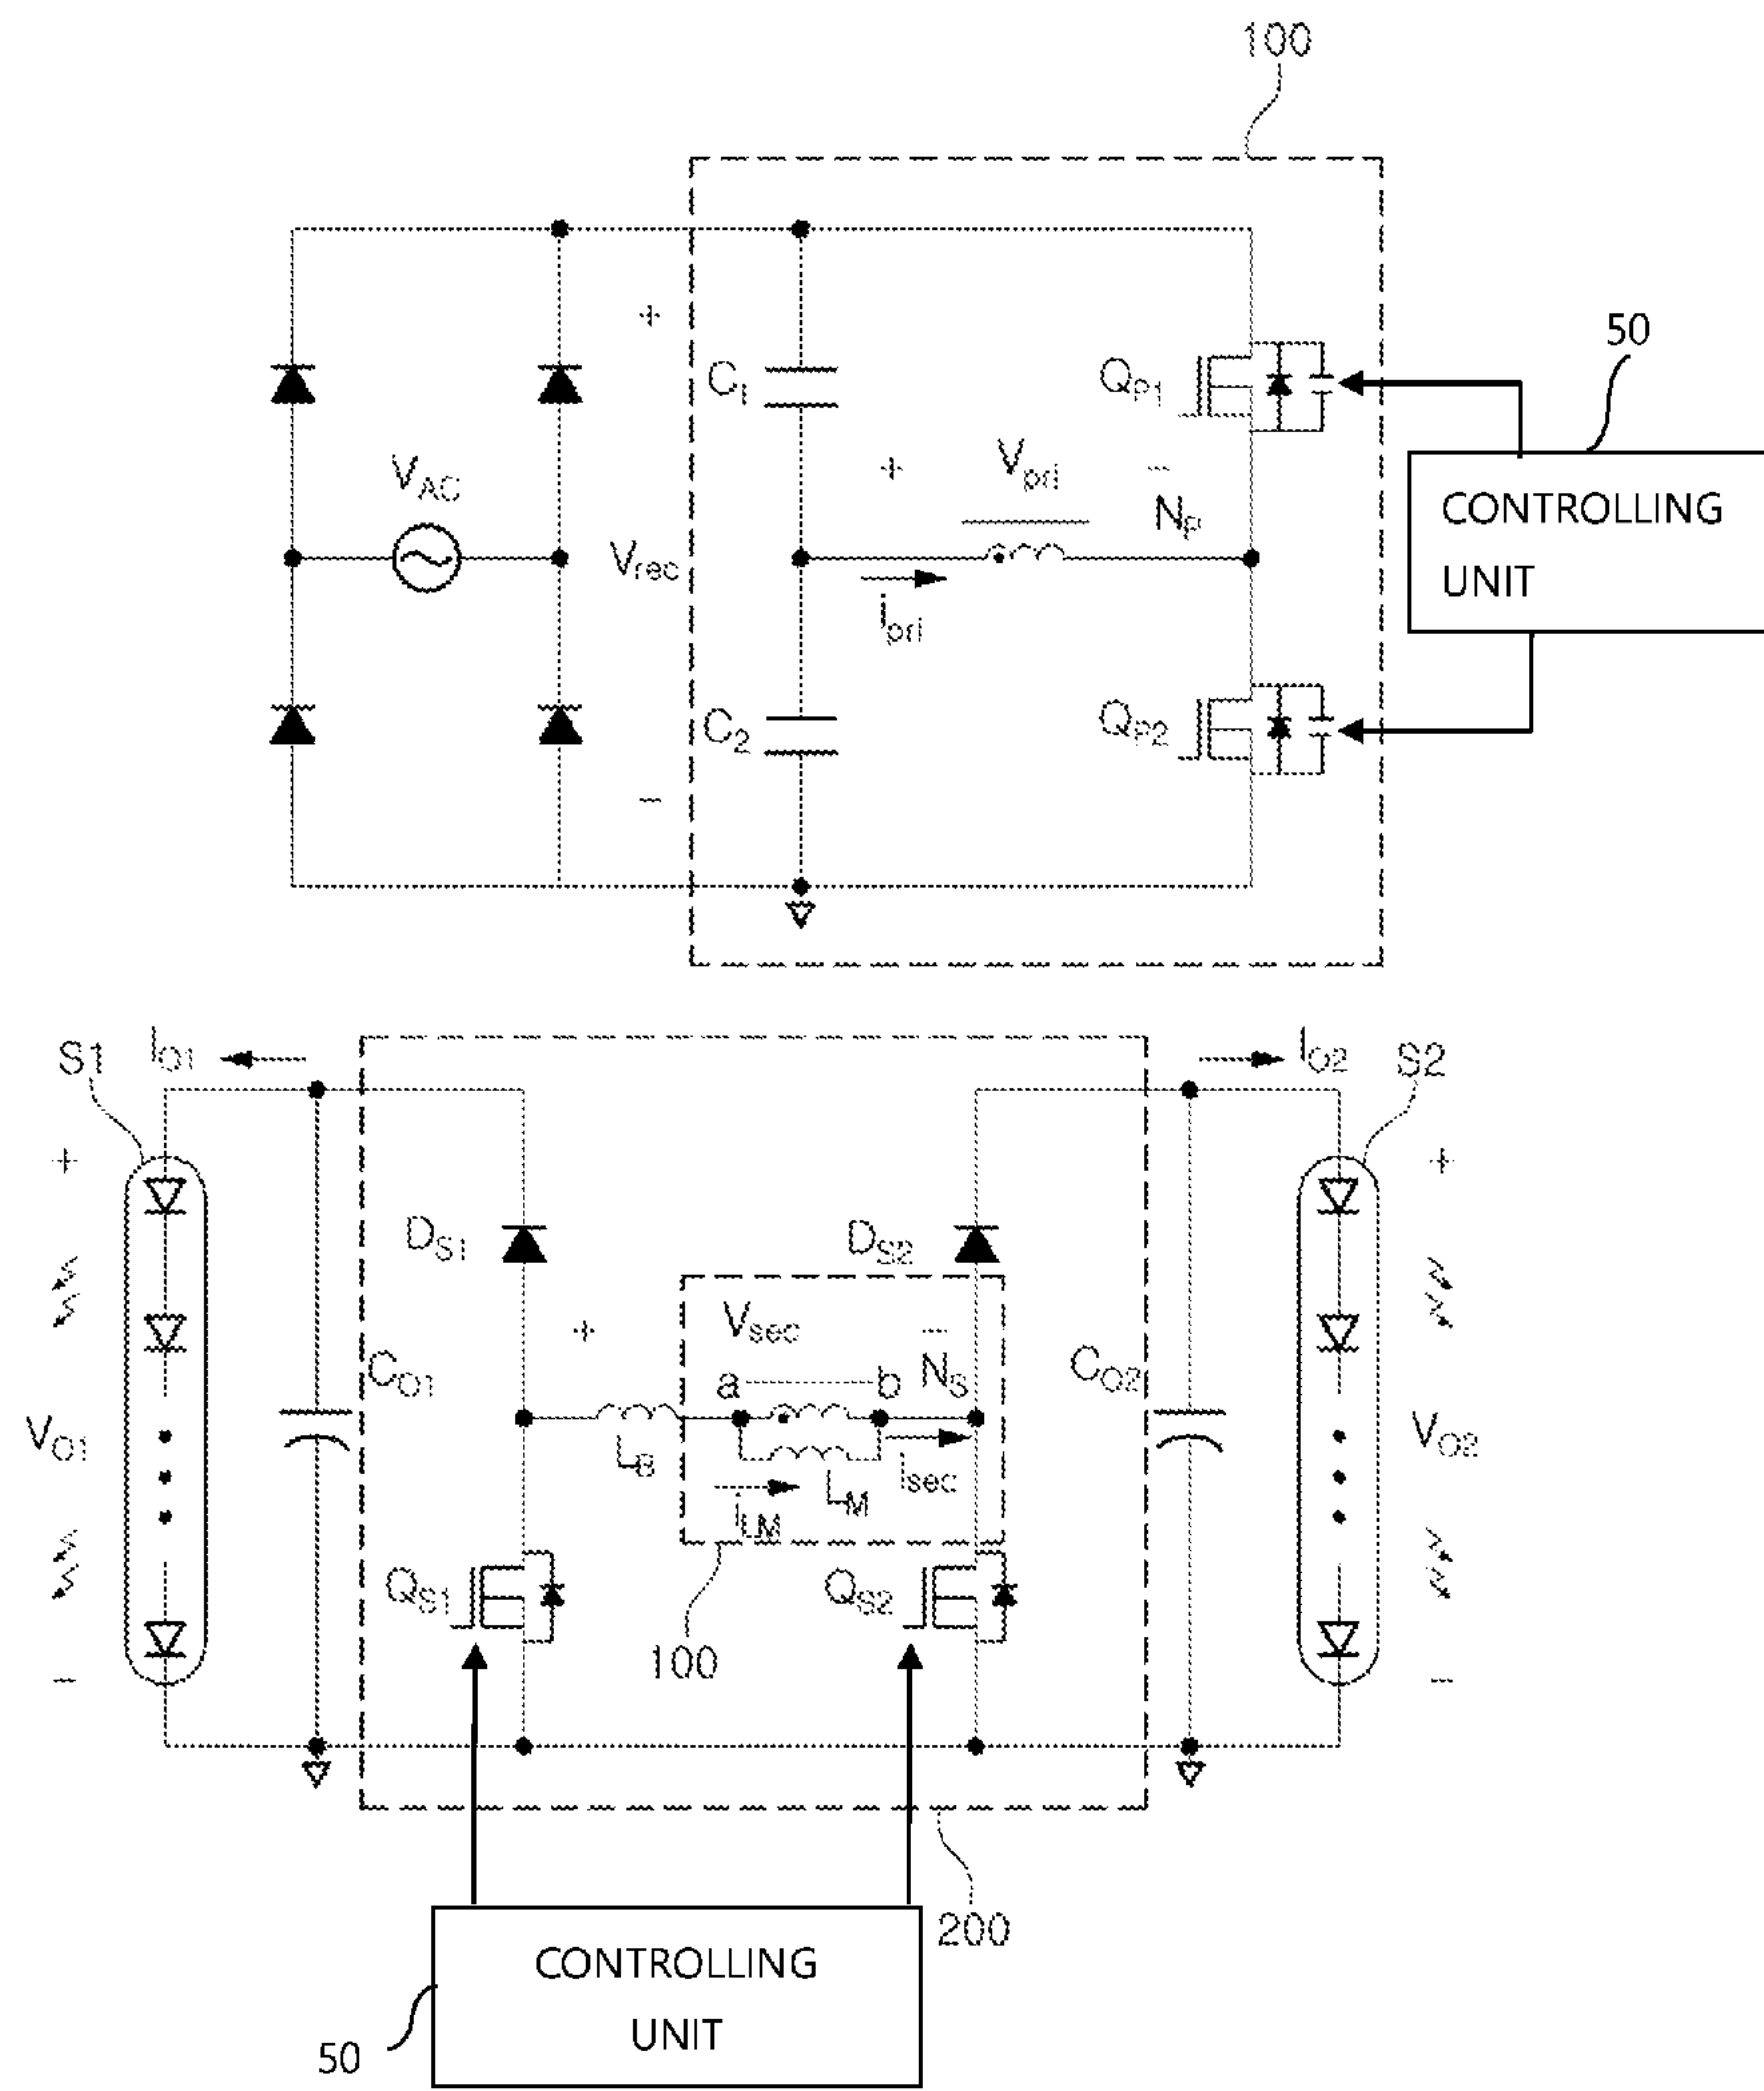 100
50
+
C1
QP1
VAC
+ Vpri −
NP
CONTROLLING
UNIT
Vrec
ipri
C2
QP2
−
S1
IO1
IO2
S2
+
+
DS1
DS2
+
Vsec
−
CO1
a
b
NS
CO2
VO1
LB
isec
VO2
LM
iLM
QS1
QS2
100
−
−
200
CONTROLLING
UNIT
50